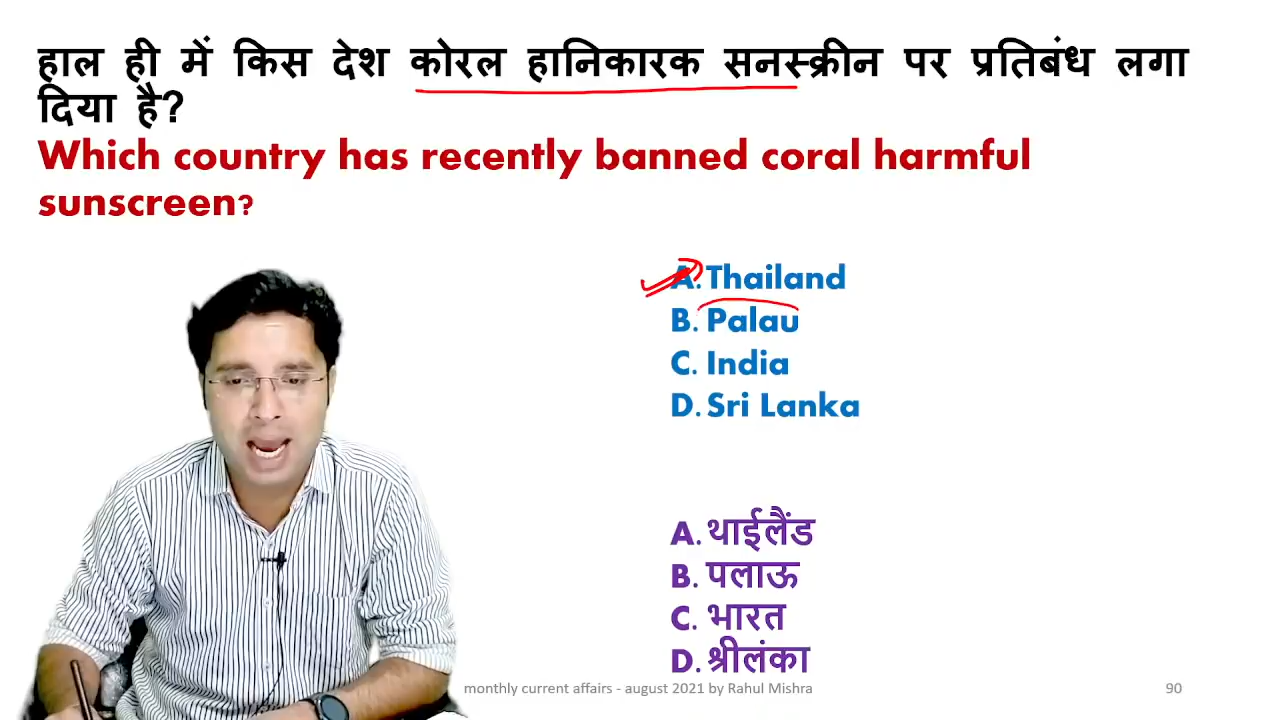 हाल ही में किस देश कोरल हानिकारक सनस्क्रीन पर प्रतिबंध लगा
दिया है?
Which country has recently banned coral harmful
sunscreen?
A. Thailand
B. Palau
C. India
D. Sri Lanka
A. थाईलैंड
B. पलाऊ
C. भारत
D. श्रीलंका
monthly current affairs - august 2021 by Rahul Mishra
90